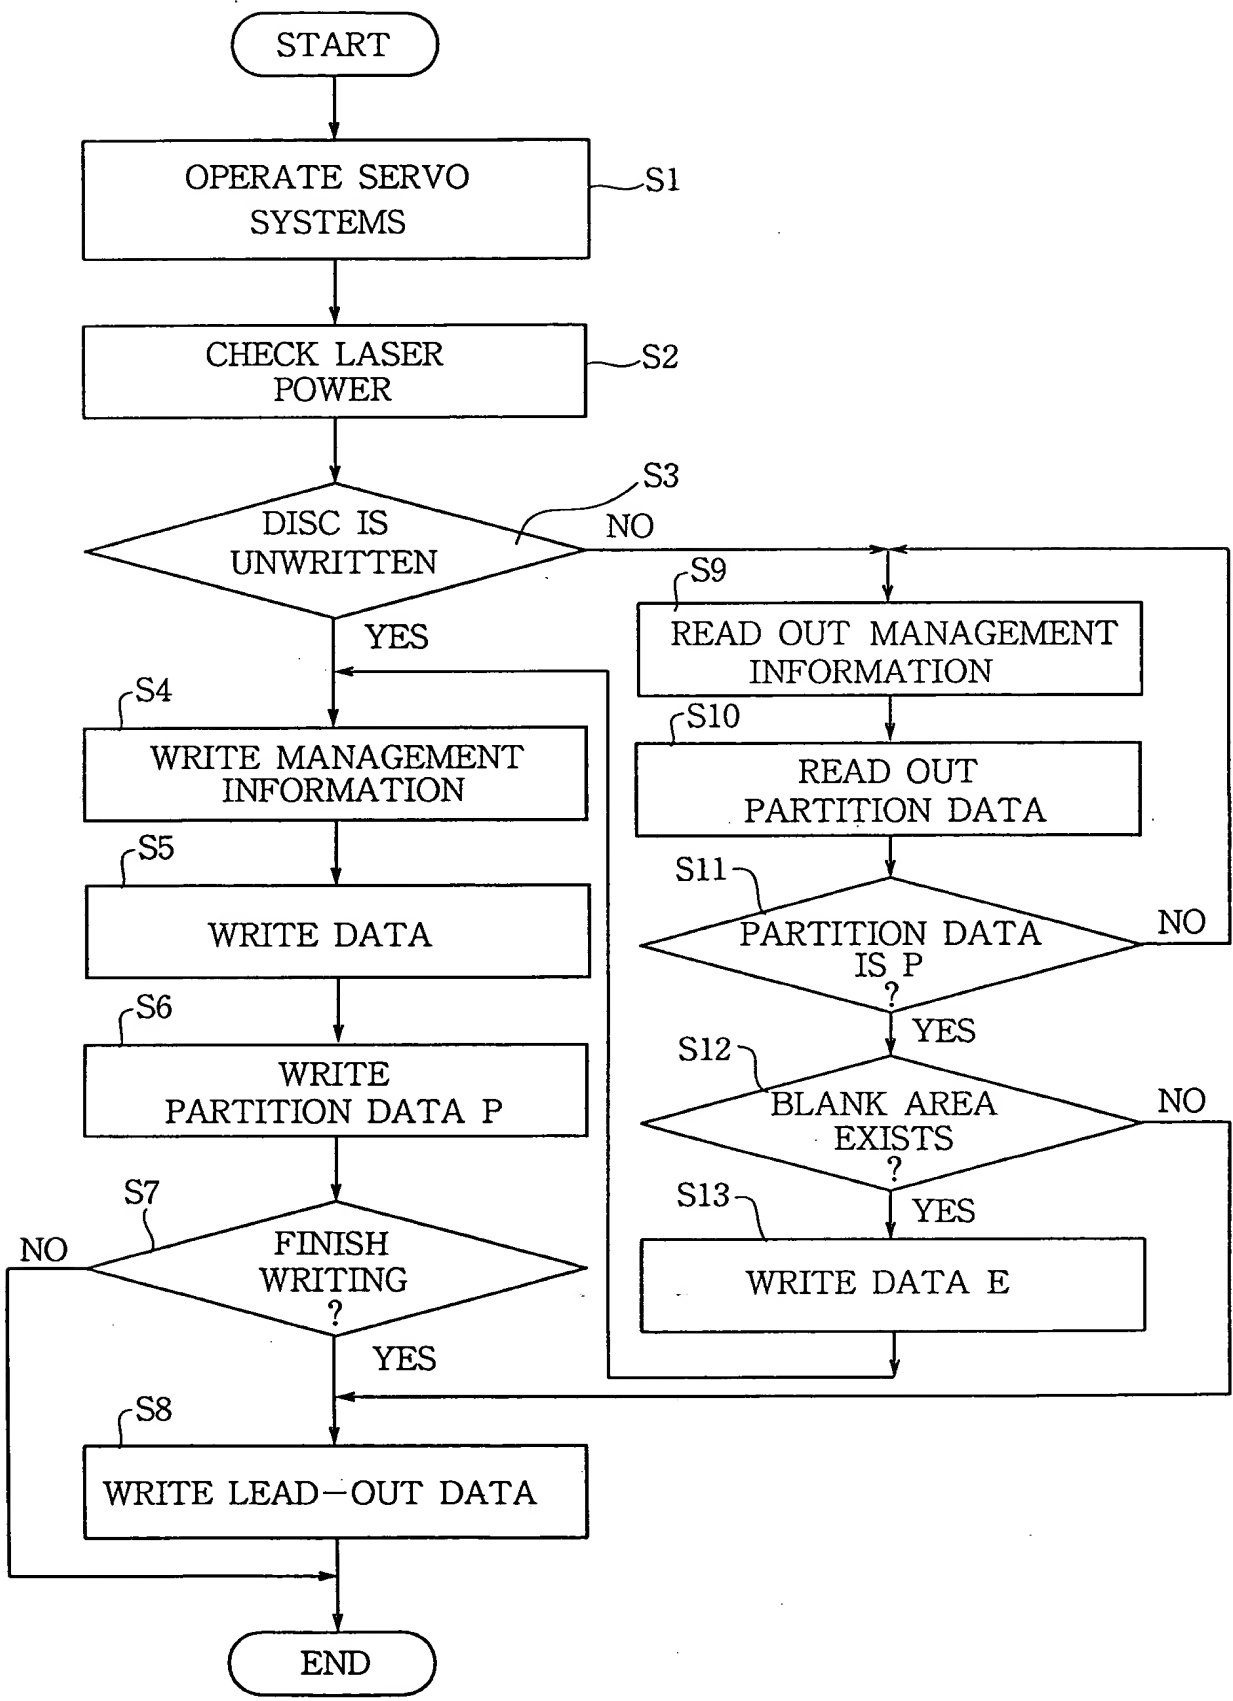 START
OPERATE SERVO
SYSTEMS
S1
CHECK LASER
POWER
S2
DISC IS
UNWRITTEN
S3
NO
YES
S4
WRITE MANAGEMENT
INFORMATION
S5
WRITE DATA
S6
WRITE
PARTITION DATA P
S7
FINISH
WRITING
?
NO
YES
S8
WRITE LEAD-OUT DATA
END
S9
READ OUT MANAGEMENT
INFORMATION
S10
READ OUT
PARTITION DATA
S11
PARTITION DATA
IS P
?
NO
YES
S12
BLANK AREA
EXISTS
?
NO
YES
S13
WRITE DATA E